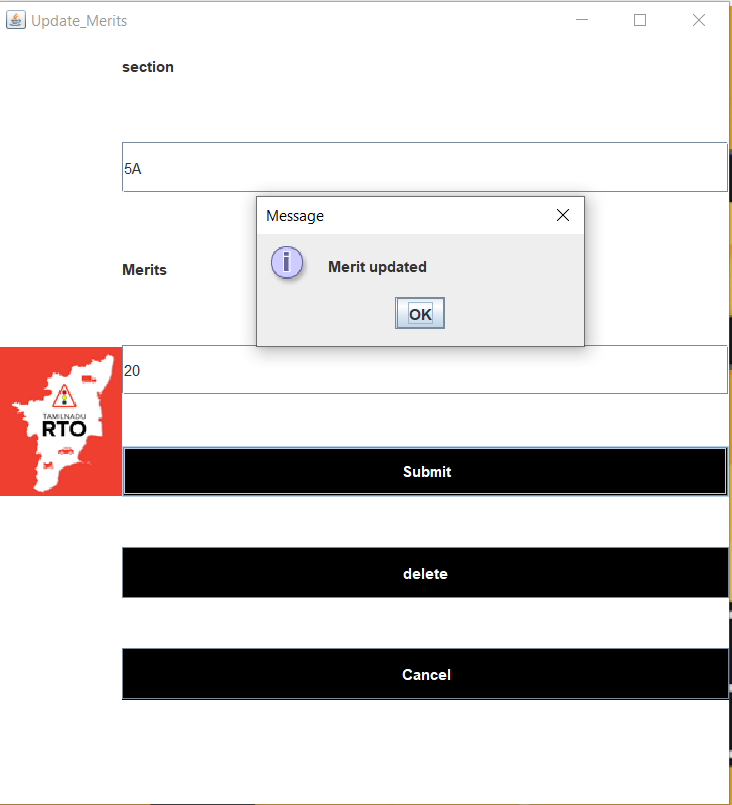 Update_Merits
section
5A
Message
Merit updated
OK
Merits
20
TAMILNADU
RTO
Submit
delete
Cancel